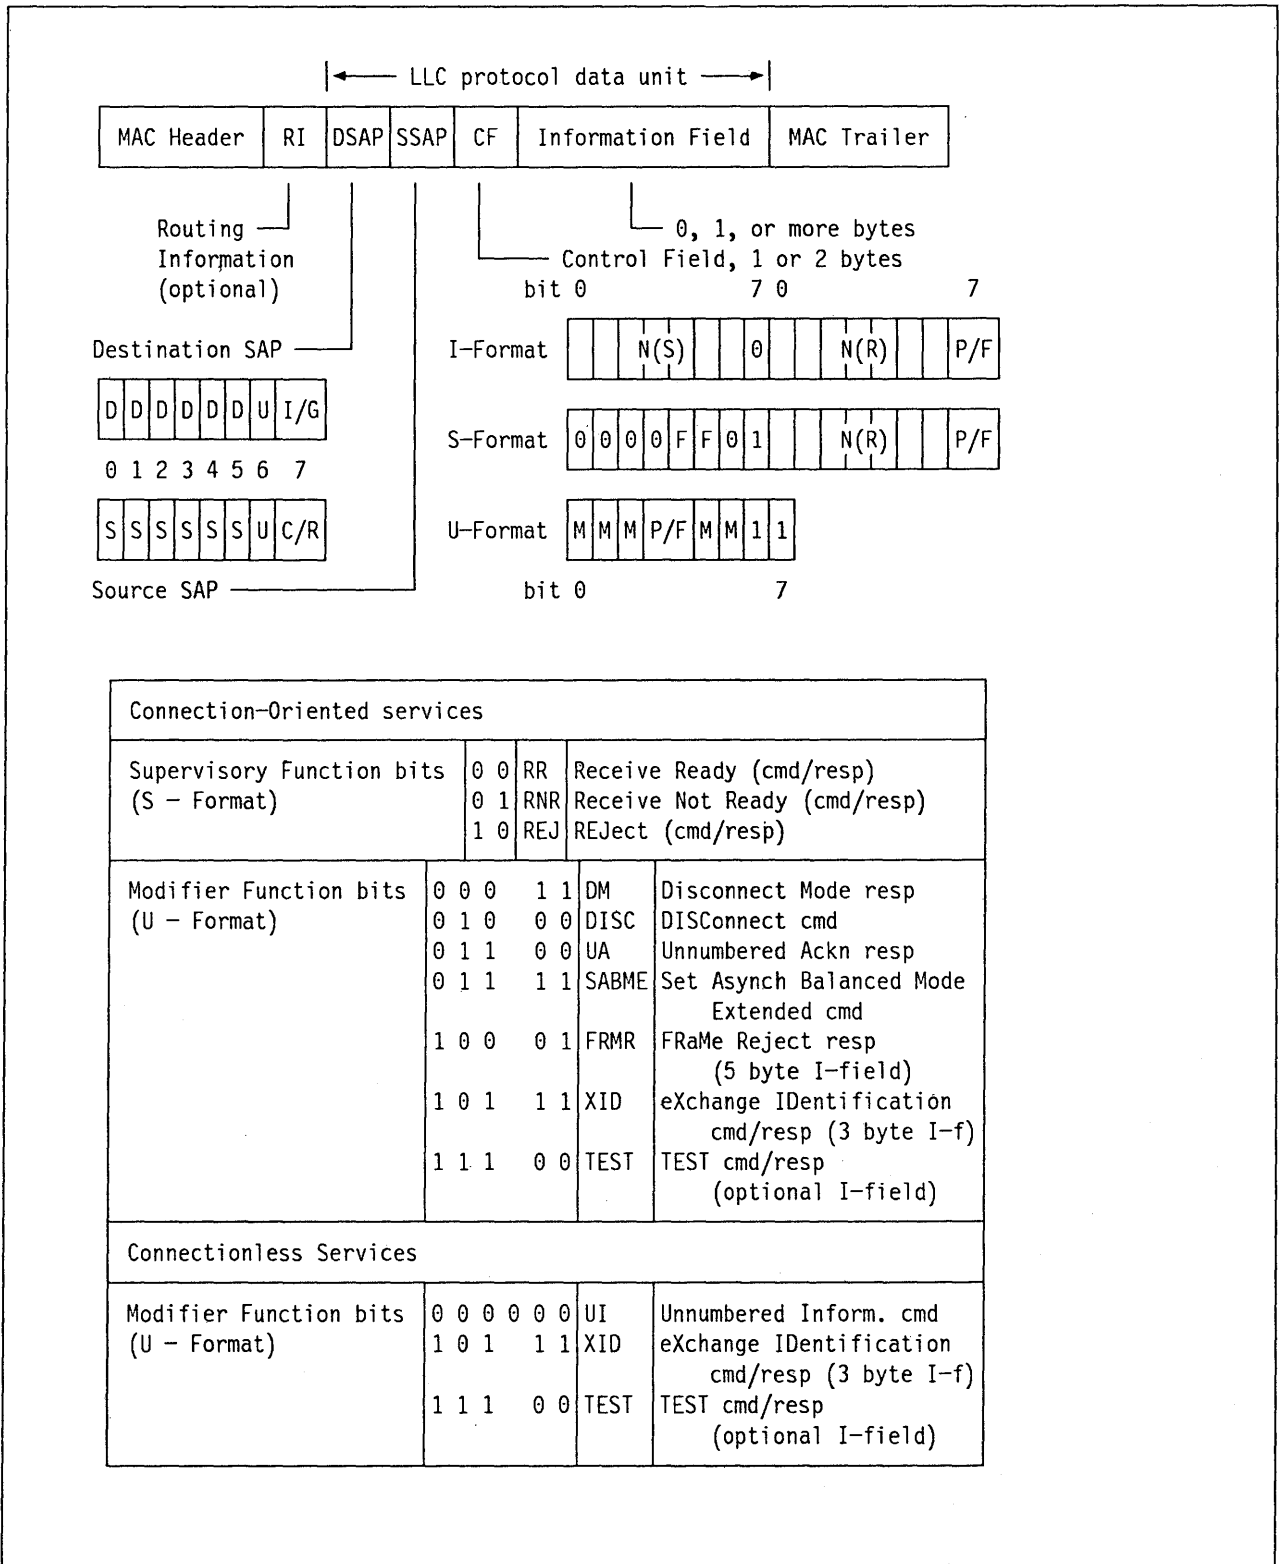 LLC protocol data unit
MAC Header RI DSAP SSAP CF Information Field MAC Trailer
Routing
Information
(optional)
0, 1, or more bytes
Control Field, 1 or 2 bytes
bit 0 7 0 7
Destination SAP
I-Format N(S) 0 N(R) P/F
D D D D D D U I/G
S-Format 0 0 0 0 F F 0 1 N(R) P/F
0 1 2 3 4 5 6 7
S S S S S S U C/R
U-Format M M M P/F M M 1 1
Source SAP
bit 0 7
Connection-Oriented services
Supervisory Function bits 0 0 RR Receive Ready (cmd/resp)
(S - Format) 0 1 RNR Receive Not Ready (cmd/resp)
1 0 REJ REJect (cmd/resp)
Modifier Function bits 0 0 0 1 1 DM Disconnect Mode resp
(U - Format) 0 1 0 0 0 DISC DISConnect cmd
0 1 1 0 0 UA Unnumbered Ackn resp
0 1 1 1 1 SABME Set Asynch Balanced Mode
Extended cmd
1 0 0 0 1 FRMR FRaMe Reject resp
(5 byte I-field)
1 0 1 1 1 XID eXchange IDentification
cmd/resp (3 byte I-f)
1 1 1 0 0 TEST TEST cmd/resp
(optional I-field)
Connectionless Services
Modifier Function bits 0 0 0 0 0 0 UI Unnumbered Inform. cmd
(U - Format) 1 0 1 1 1 XID eXchange IDentification
cmd/resp (3 byte I-f)
1 1 1 0 0 TEST TEST cmd/resp
(optional I-field)